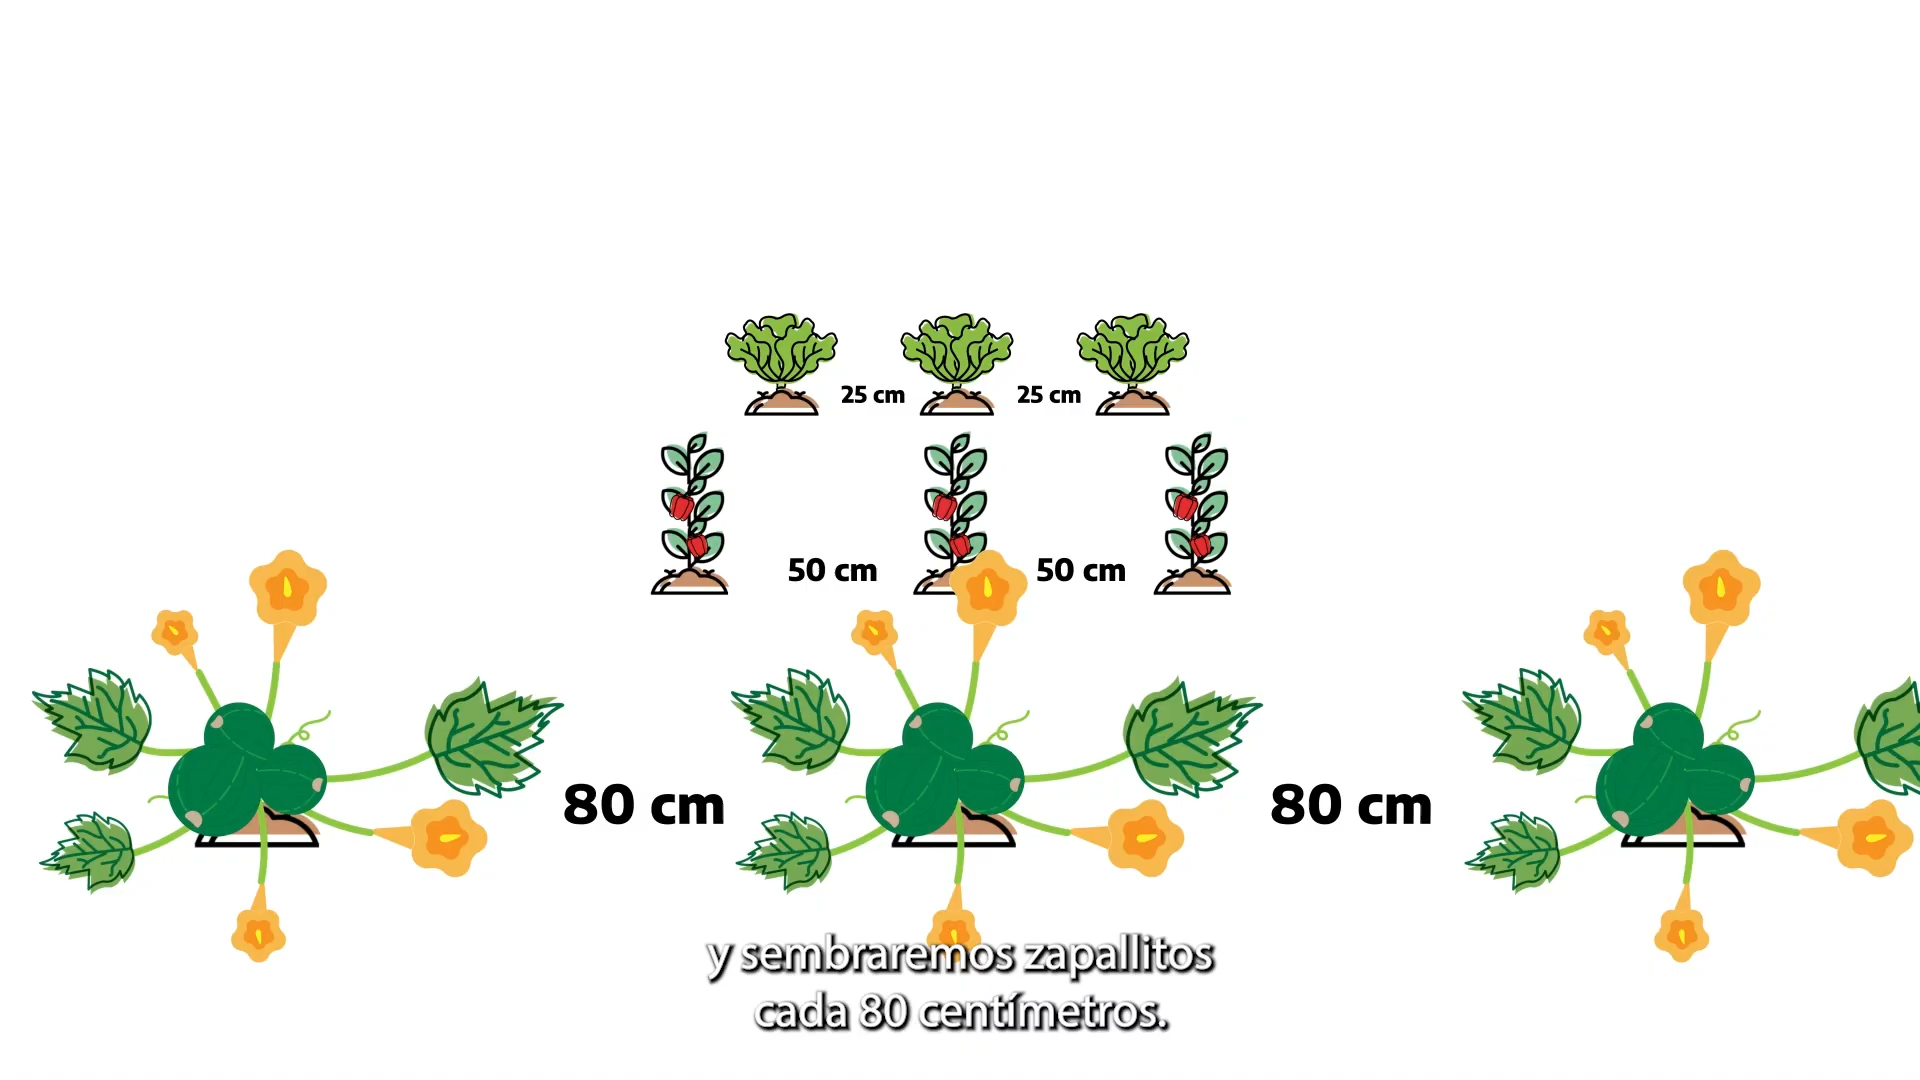 25 cm 25 cm
50 cm 50 cm
80 cm 80 cm
y sembraremos zapallitos
cada 80 centímetros.